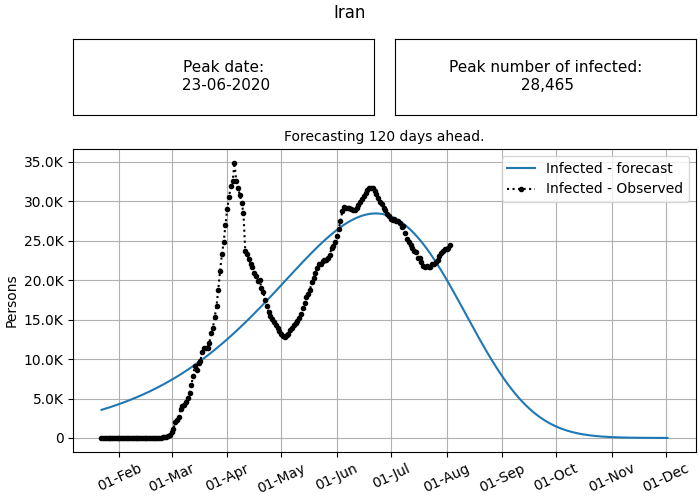 Iran
Peak date:
23-06-2020
Peak number of infected:
28,465
Forecasting 120 days ahead.
Infected - forecast
Infected - Observed
Persons
35.0K
30.0K
25.0K
20.0K
15.0K
10.0K
5.0K
0
01-Feb
01-Mar
01-Apr
01-May
01-Jun
01-Jul
01-Aug
01-Sep
01-Oct
01-Nov
01-Dec